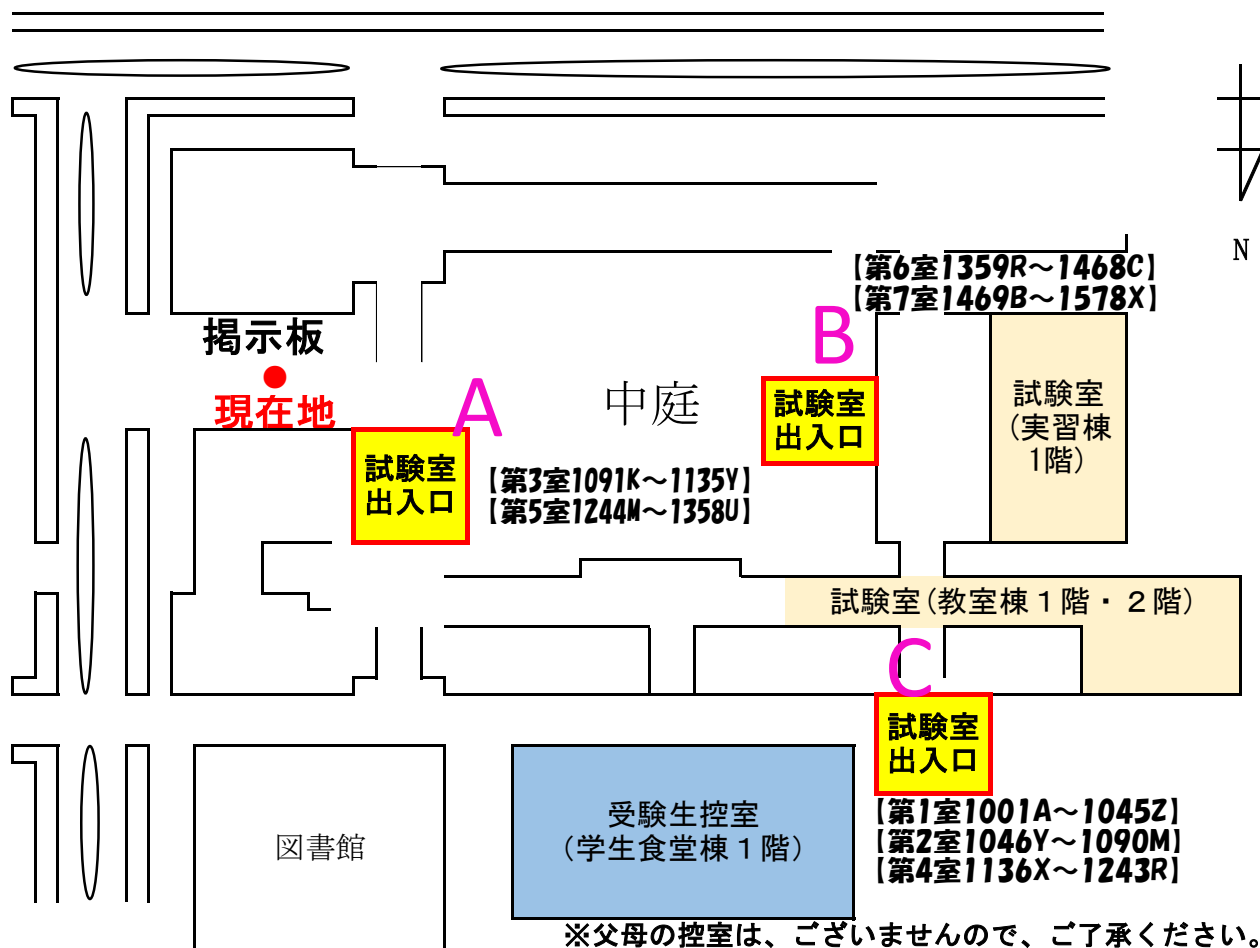 N
【第6室1359R～1468C】
【第7室1469B～1578X】
掲示板
現在地
A
B
中庭
試験室
出入口
試験室
出入口
試験室
(実習棟
1階)
【第3室1091K～1135Y】
【第5室1244M～1358U】
試験室(教室棟１階・２階)
C
試験室
出入口
図書館
受験生控室
(学生食堂棟１階)
【第1室1001A～1045Z】
【第2室1046Y～1090M】
【第4室1136X～1243R】
※父母の控室は、ございませんので、ご了承ください。